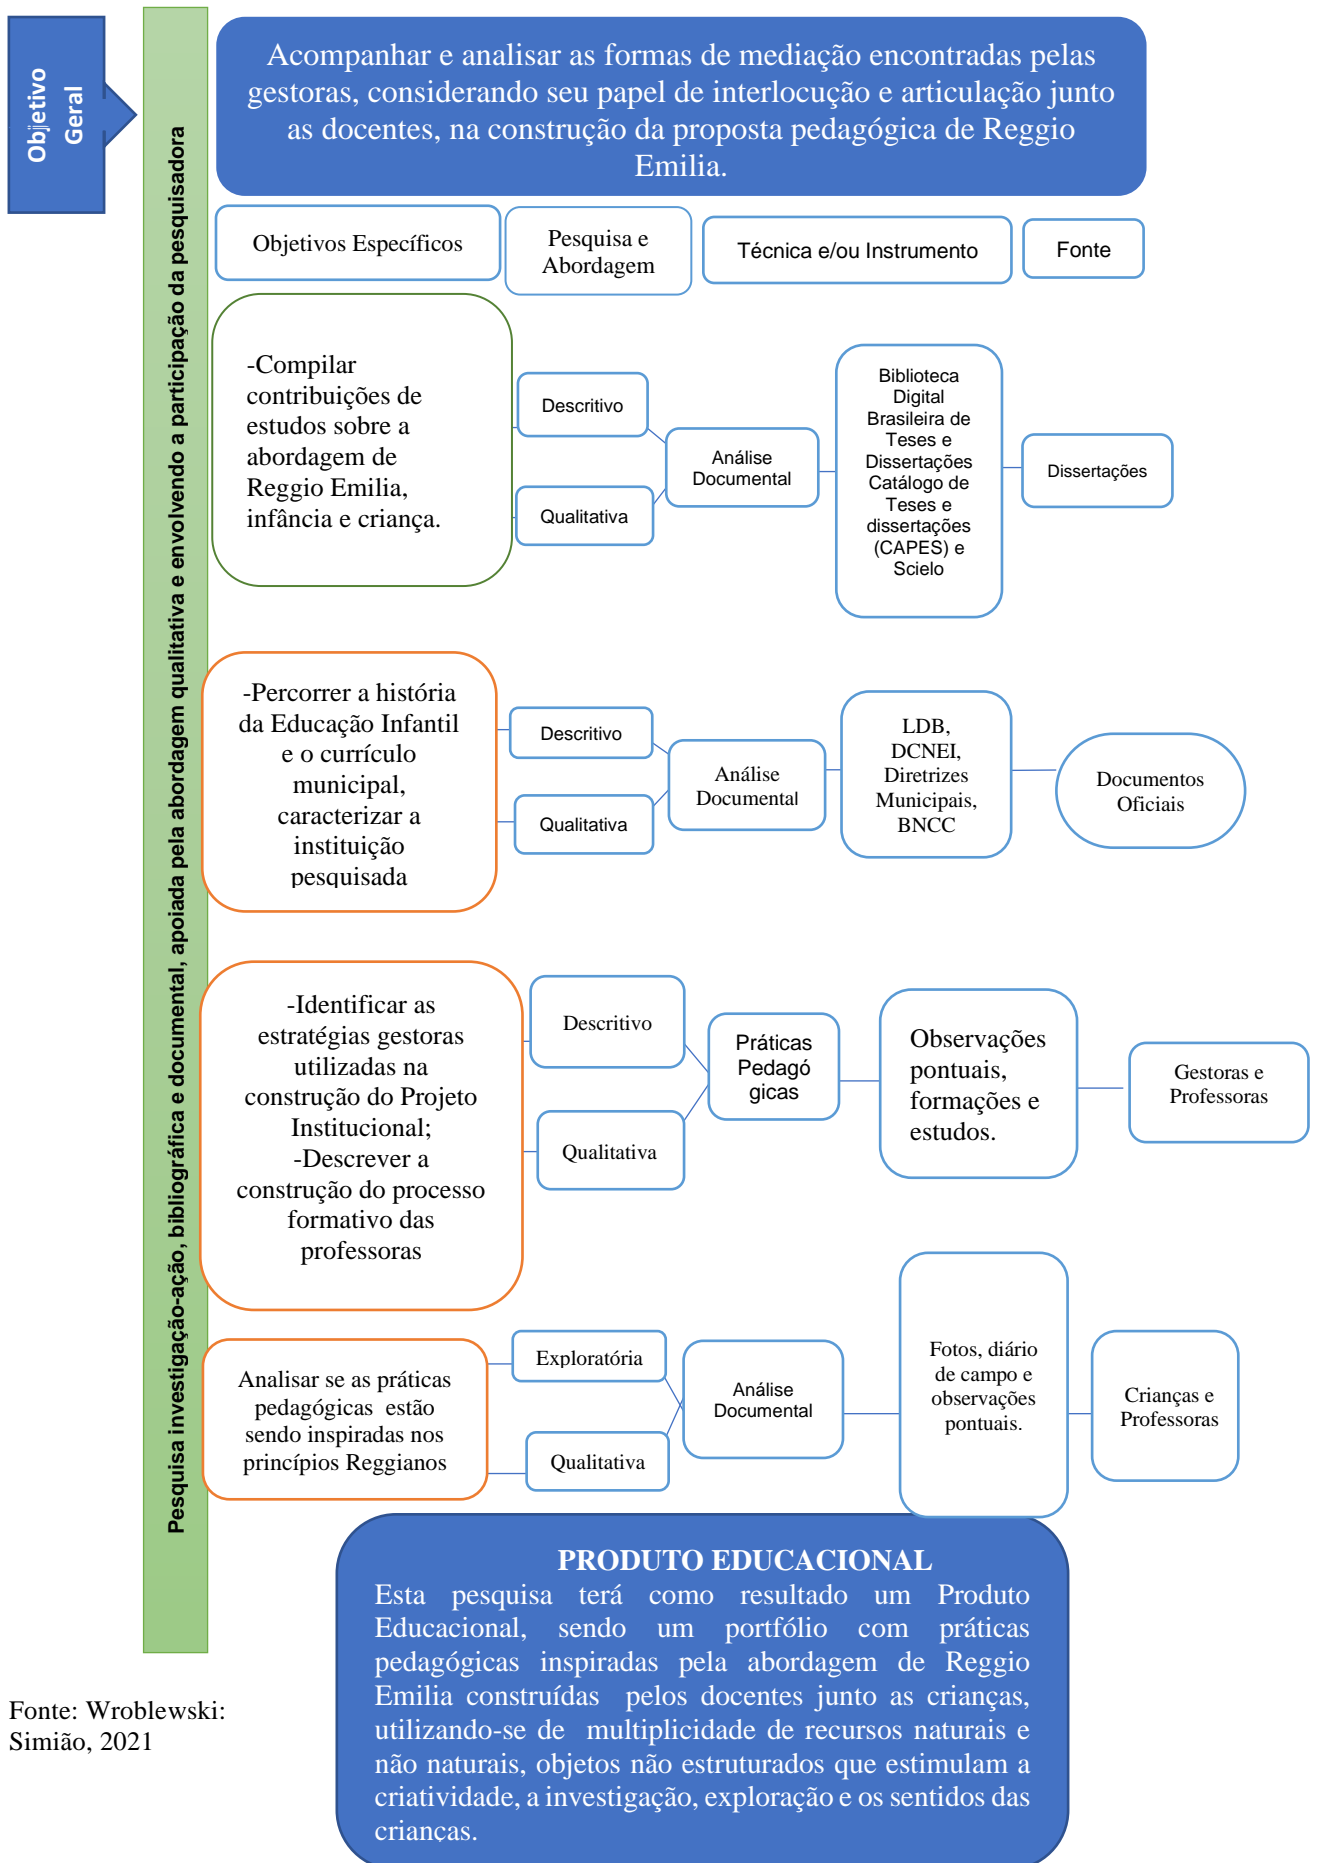 Objetivo
Geral
Pesquisa investigação-ação, bibliográfica e documental, apoiada pela abordagem qualitativa e envolvendo a participação da pesquisadora
Acompanhar e analisar as formas de mediação encontradas pelas
gestoras, considerando seu papel de interlocução e articulação junto
as docentes, na construção da proposta pedagógica de Reggio
Emilia.
Objetivos Específicos
Pesquisa e
Abordagem
Técnica e/ou Instrumento
Fonte
-Compilar
contribuições de
estudos sobre a
abordagem de
Reggio Emilia,
infância e criança.
Descritivo
Qualitativa
Análise
Documental
Biblioteca
Digital
Brasileira de
Teses e
Dissertações
Catálogo de
Teses e
dissertações
(CAPES) e
Scielo
Dissertações
-Percorrer a história
da Educação Infantil
e o currículo
municipal,
caracterizar a
instituição
pesquisada
Descritivo
Qualitativa
Análise
Documental
LDB,
DCNEI,
Diretrizes
Municipais,
BNCC
Documentos
Oficiais
-Identificar as
estratégias gestoras
utilizadas na
construção do Projeto
Institucional;
-Descrever a
construção do processo
formativo das
professoras
Descritivo
Qualitativa
Práticas
Pedagó
gicas
Observações
pontuais,
formações e
estudos.
Gestoras e
Professoras
Analisar se as práticas
pedagógicas estão
sendo inspiradas nos
princípios Reggianos
Exploratória
Qualitativa
Análise
Documental
Fotos, diário
de campo e
observações
pontuais.
Crianças e
Professoras
PRODUTO EDUCACIONAL
Esta pesquisa terá como resultado um Produto
Educacional, sendo um portfólio com práticas
pedagógicas inspiradas pela abordagem de Reggio
Emilia construídas pelos docentes junto as crianças,
utilizando-se de multiplicidade de recursos naturais e
não naturais, objetos não estruturados que estimulam a
criatividade, a investigação, exploração e os sentidos das
crianças.
Fonte: Wroblewski:
Simião, 2021